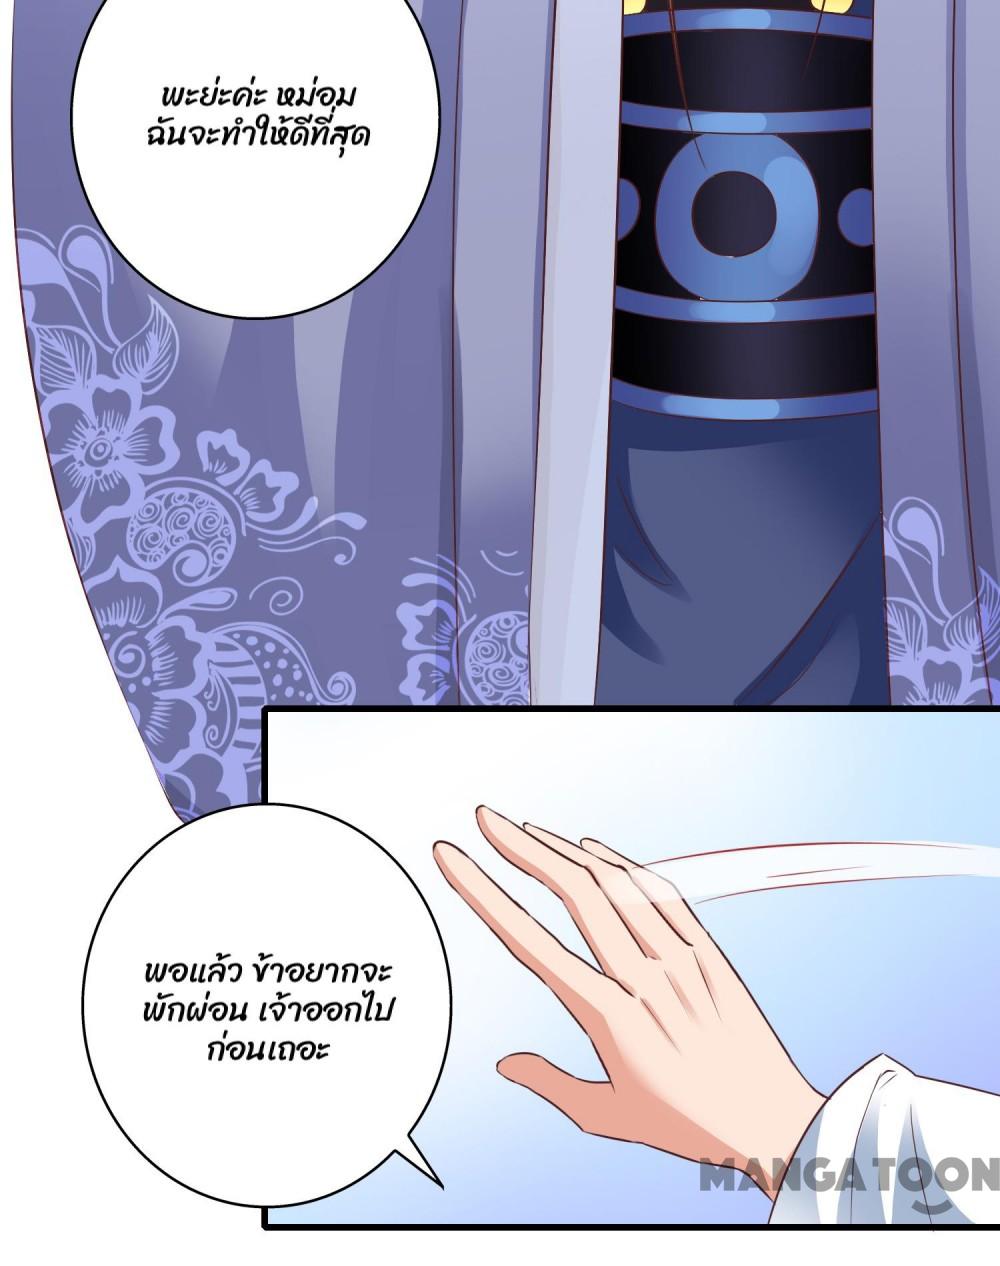 พะย่ะค่ะ หม่อม
ฉันจะทำให้ดีที่สุด
พอแล้ว ข้าอยากจะ
พักผ่อน เจ้าออกไป
ก่อนเถอะ
MANGATOON